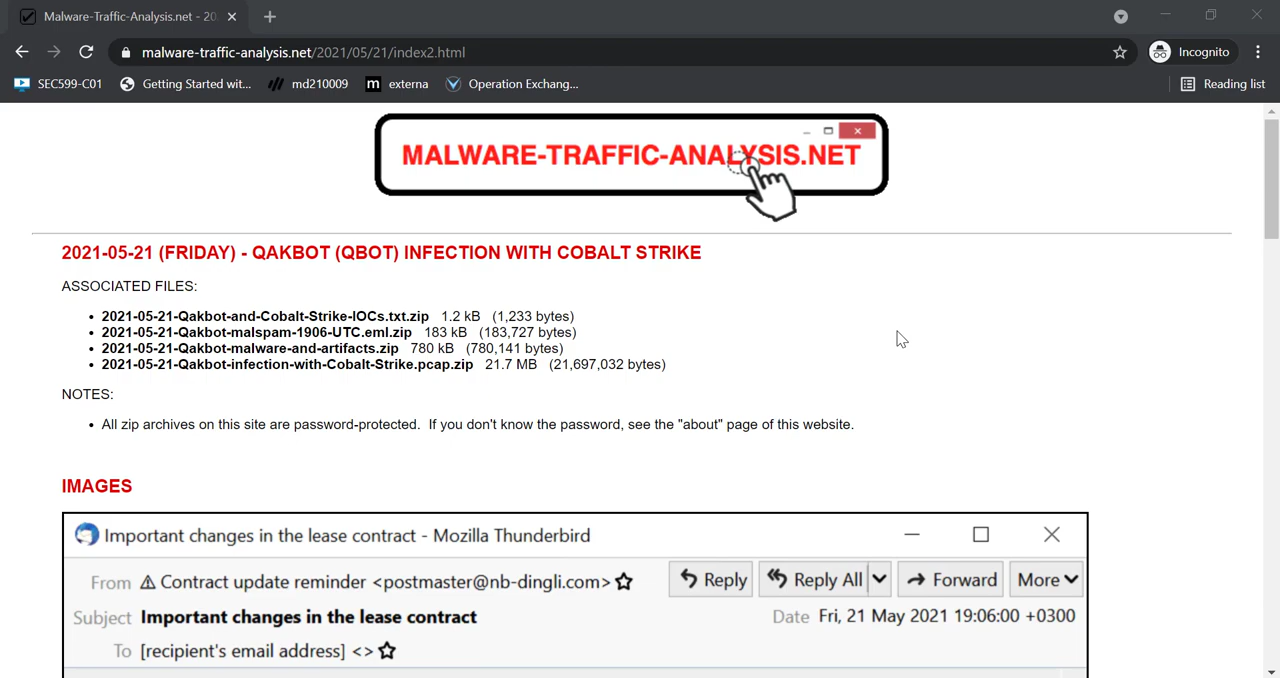 Malware-Traffic-Analysis.net - 20
malware-traffic-analysis.net/2021/05/21/index2.html
Incognito
SEC599-C01 Getting Started wit... md210009 m externa Operation Exchang... Reading list
MALWARE-TRAFFIC-ANALYSIS.NET
2021-05-21 (FRIDAY) - QAKBOT (QBOT) INFECTION WITH COBALT STRIKE
ASSOCIATED FILES:
• 2021-05-21-Qakbot-and-Cobalt-Strike-IOCs.txt.zip 1.2 kB (1,233 bytes)
• 2021-05-21-Qakbot-malspam-1906-UTC.eml.zip 183 kB (183,727 bytes)
• 2021-05-21-Qakbot-malware-and-artifacts.zip 780 kB (780,141 bytes)
• 2021-05-21-Qakbot-infection-with-Cobalt-Strike.pcap.zip 21.7 MB (21,697,032 bytes)
NOTES:
• All zip archives on this site are password-protected. If you don't know the password, see the "about" page of this website.
IMAGES
Important changes in the lease contract - Mozilla Thunderbird
From Contract update reminder <postmaster@nb-dingli.com> Reply Reply All Forward More
Subject Important changes in the lease contract Date Fri, 21 May 2021 19:06:00 +0300
To [recipient's email address] <>